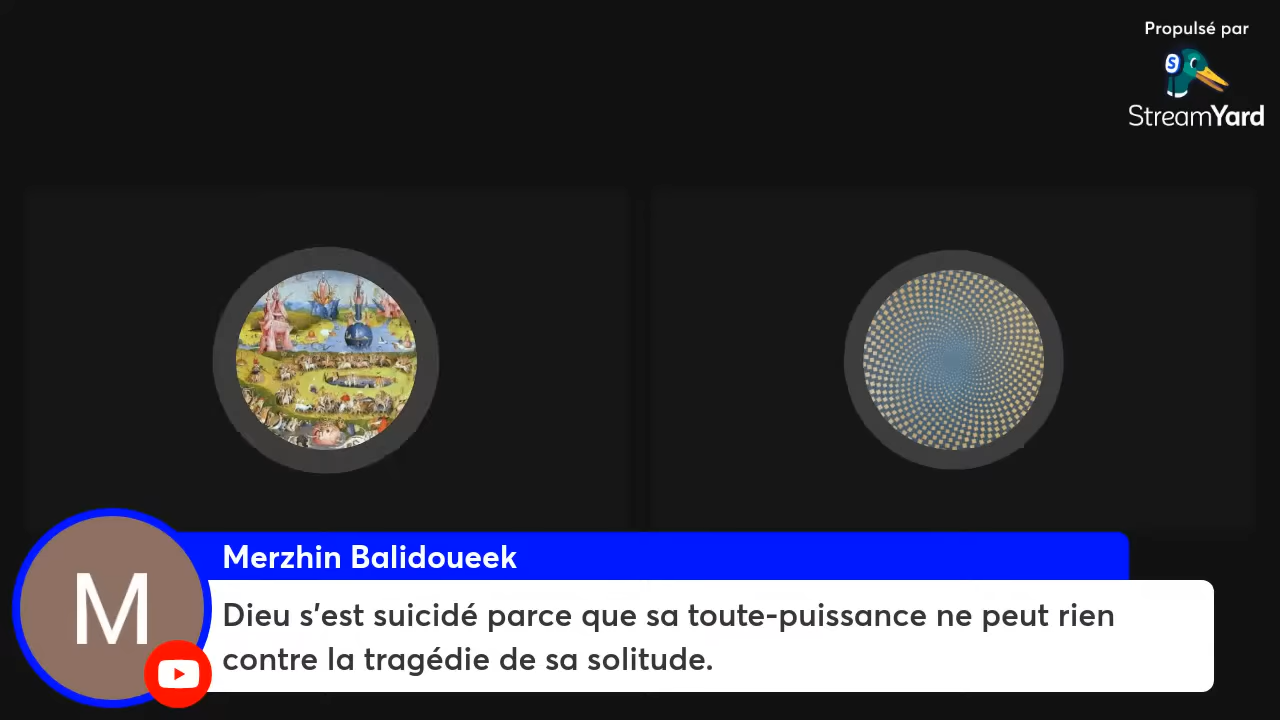 Propulsé par
S
StreamYard
Merzhin Balidoueek
M
Dieu s'est suicidé parce que sa toute-puissance ne peut rien
contre la tragédie de sa solitude.